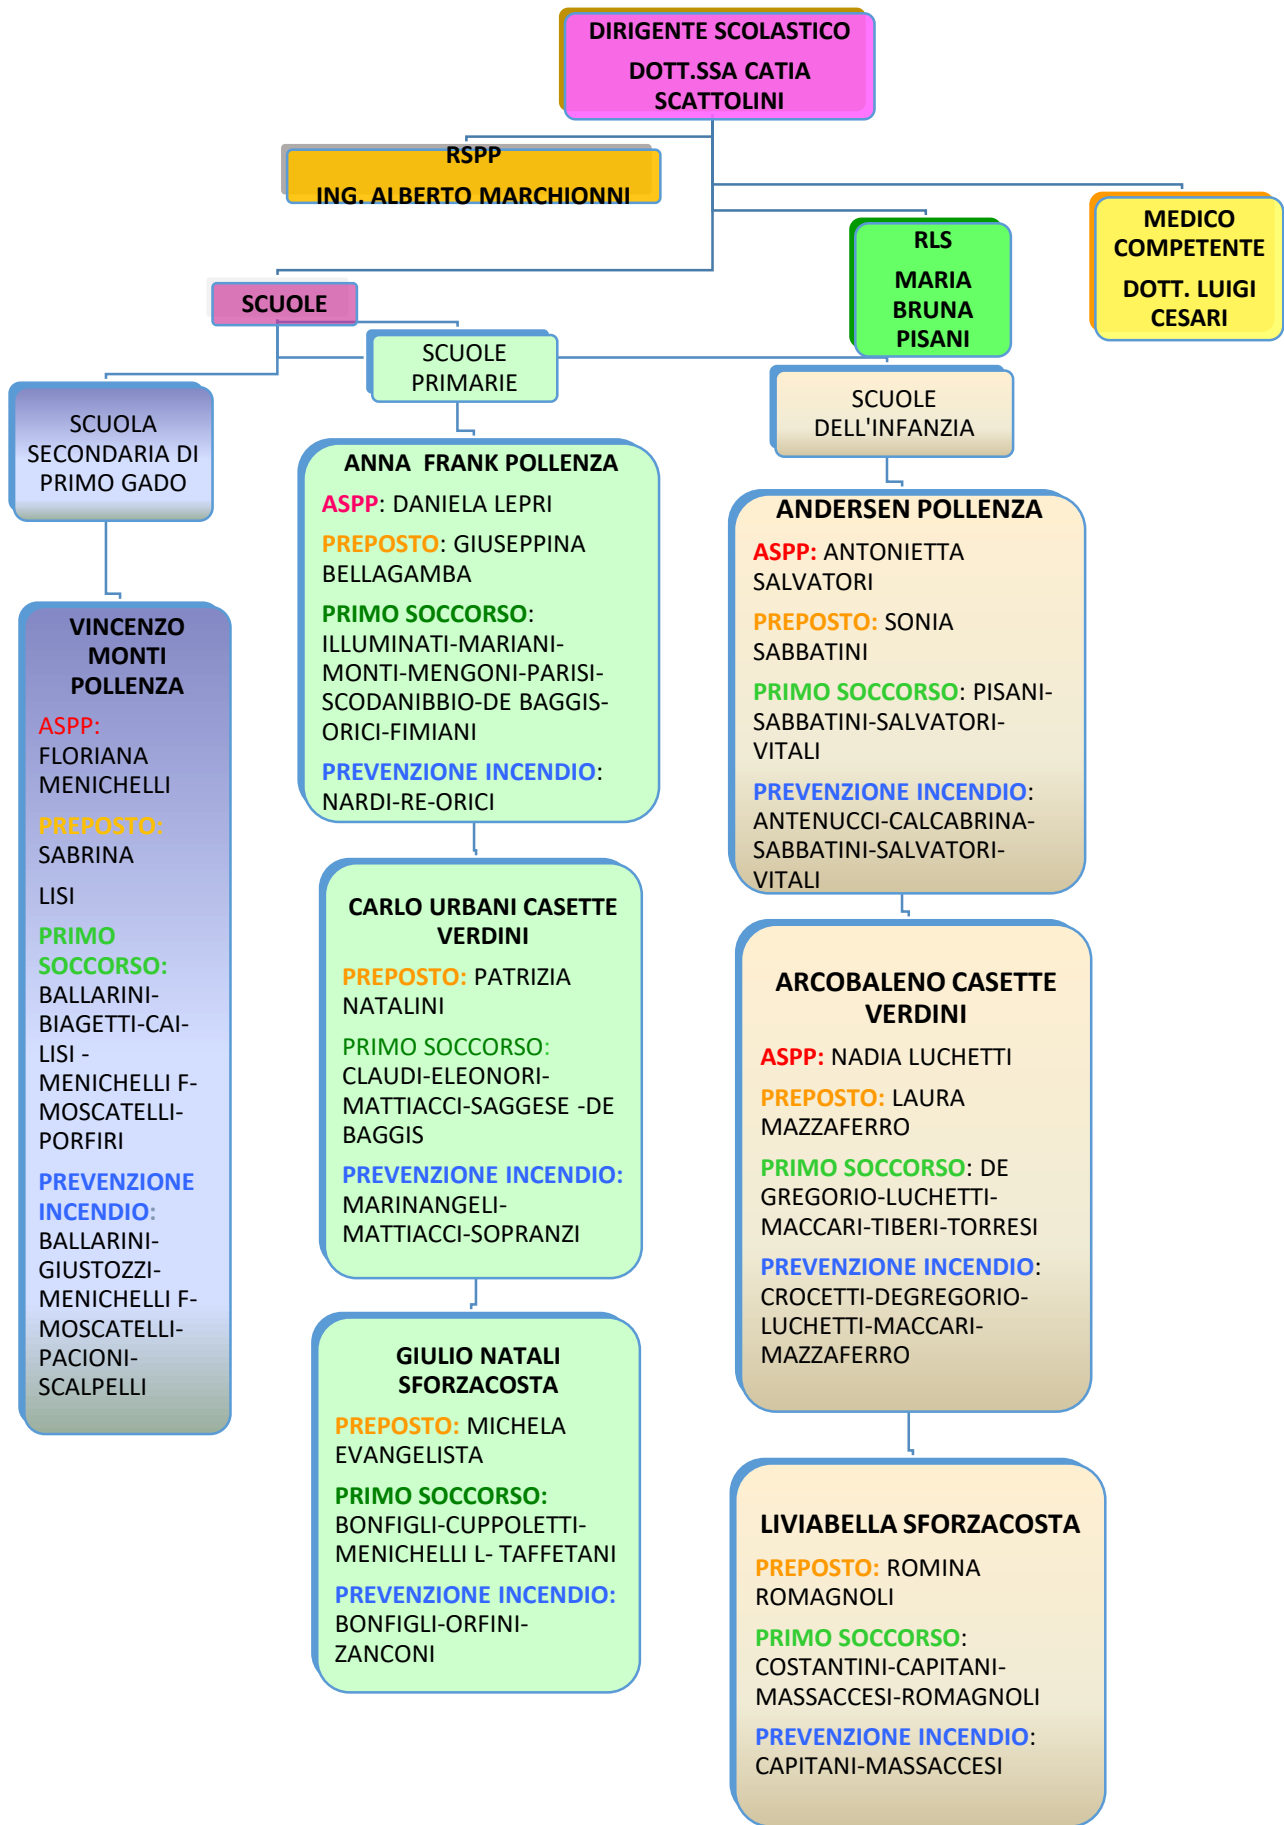 DIRIGENTE SCOLASTICO
DOTT.SSA CATIA
SCATTOLINI
RSPP
ING. ALBERTO MARCHIONNI
MEDICO
COMPETENTE
DOTT. LUIGI
CESARI
RLS
MARIA
BRUNA
PISANI
SCUOLE
SCUOLA
SECONDARIA DI
PRIMO GADO
VINCENZO
MONTI
POLLENZA
ASPP:
FLORIANA
MENICHELLI
PREPOSTO:
SABRINA
LISI
PRIMO
SOCCORSO:
BALLARINI-
BIAGETTI-CAI-
LISI -
MENICHELLI F-
MOSCATELLI-
PORFIRI
PREVENZIONE
INCENDIO:
BALLARINI-
GIUSTOZZI-
MENICHELLI F-
MOSCATELLI-
PACIONI-
SCALPELLI
SCUOLE
PRIMARIE
ANNA  FRANK POLLENZA
ASPP: DANIELA LEPRI
PREPOSTO: GIUSEPPINA
BELLAGAMBA
PRIMO SOCCORSO:
ILLUMINATI-MARIANI-
MONTI-MENGONI-PARISI-
SCODANIBBIO-DE BAGGIS-
ORICI-FIMIANI
PREVENZIONE INCENDIO:
NARDI-RE-ORICI
CARLO URBANI CASETTE
VERDINI
PREPOSTO: PATRIZIA
NATALINI
PRIMO SOCCORSO:
CLAUDI-ELEONORI-
MATTIACCI-SAGGESE -DE
BAGGIS
PREVENZIONE INCENDIO:
MARINANGELI-
MATTIACCI-SOPRANZI
GIULIO NATALI
SFORZACOSTA
PREPOSTO: MICHELA
EVANGELISTA
PRIMO SOCCORSO:
BONFIGLI-CUPPOLETTI-
MENICHELLI L- TAFFETANI
PREVENZIONE INCENDIO:
BONFIGLI-ORFINI-
ZANCONI
SCUOLE
DELL'INFANZIA
ANDERSEN POLLENZA
ASPP: ANTONIETTA
SALVATORI
PREPOSTO: SONIA
SABBATINI
PRIMO SOCCORSO: PISANI-
SABBATINI-SALVATORI-
VITALI
PREVENZIONE INCENDIO:
ANTENUCCI-CALCABRINA-
SABBATINI-SALVATORI-
VITALI
ARCOBALENO CASETTE
VERDINI
ASPP: NADIA LUCHETTI
PREPOSTO: LAURA
MAZZAFERRO
PRIMO SOCCORSO: DE
GREGORIO-LUCHETTI-
MACCARI-TIBERI-TORRESI
PREVENZIONE INCENDIO:
CROCETTI-DEGREGORIO-
LUCHETTI-MACCARI-
MAZZAFERRO
LIVIABELLA SFORZACOSTA
PREPOSTO: ROMINA
ROMAGNOLI
PRIMO SOCCORSO:
COSTANTINI-CAPITANI-
MASSACCESI-ROMAGNOLI
PREVENZIONE INCENDIO:
CAPITANI-MASSACCESI